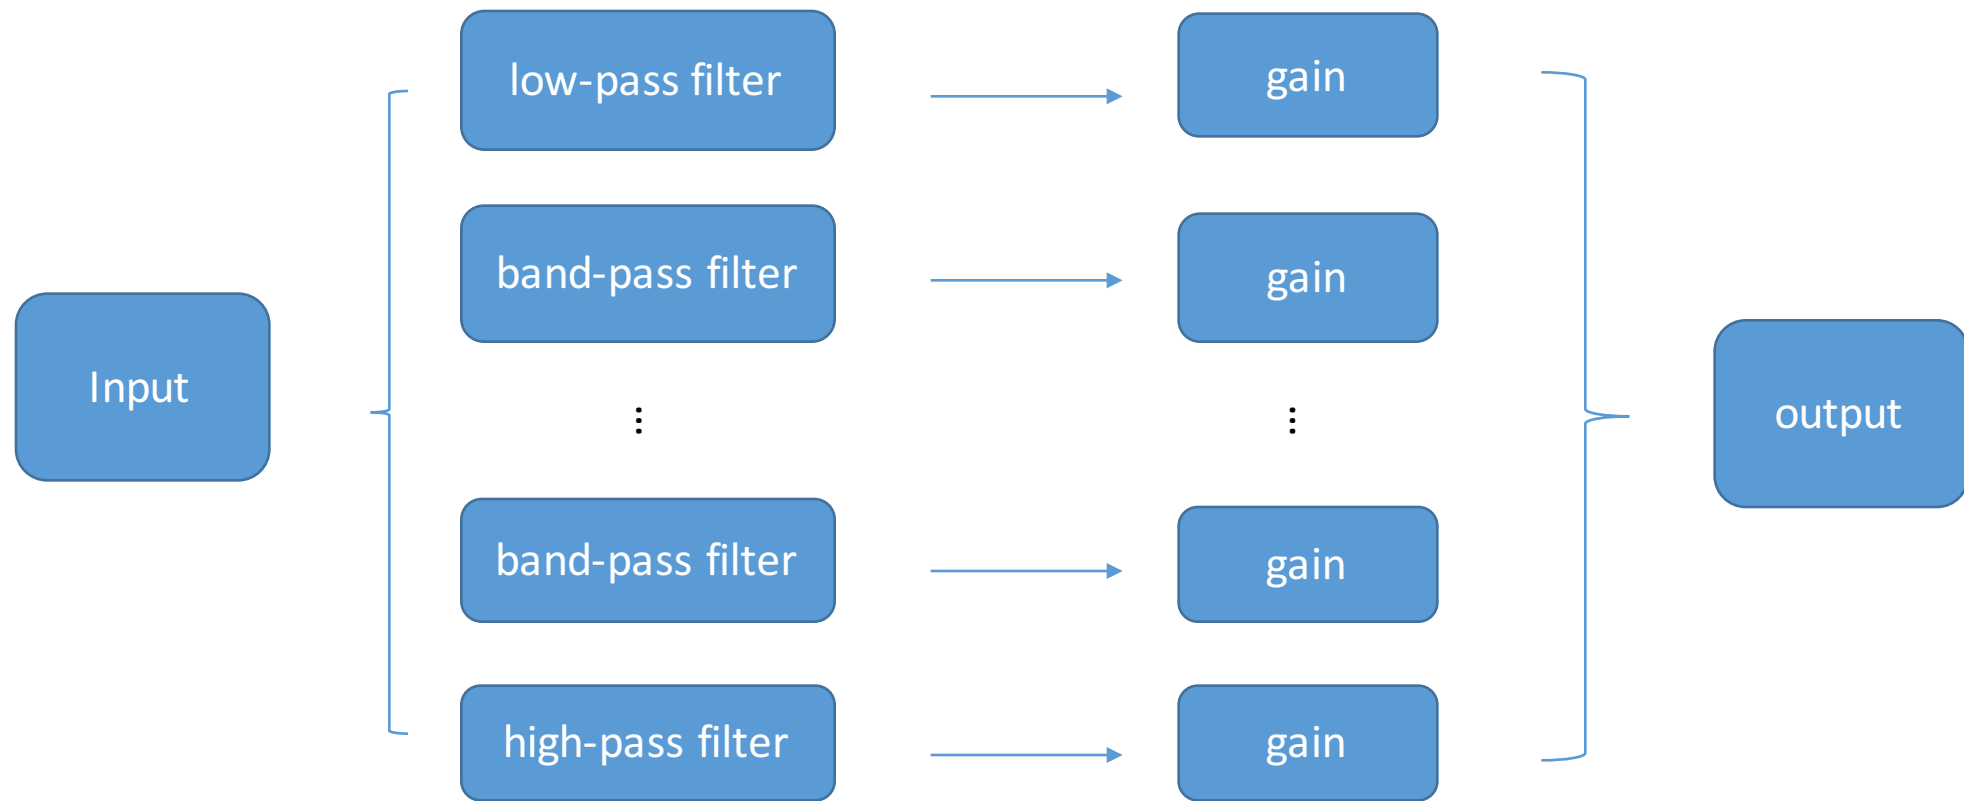 low-pass filter
gain
band-pass filter
gain
Input
⋮
⋮
output
band-pass filter
gain
high-pass filter
gain